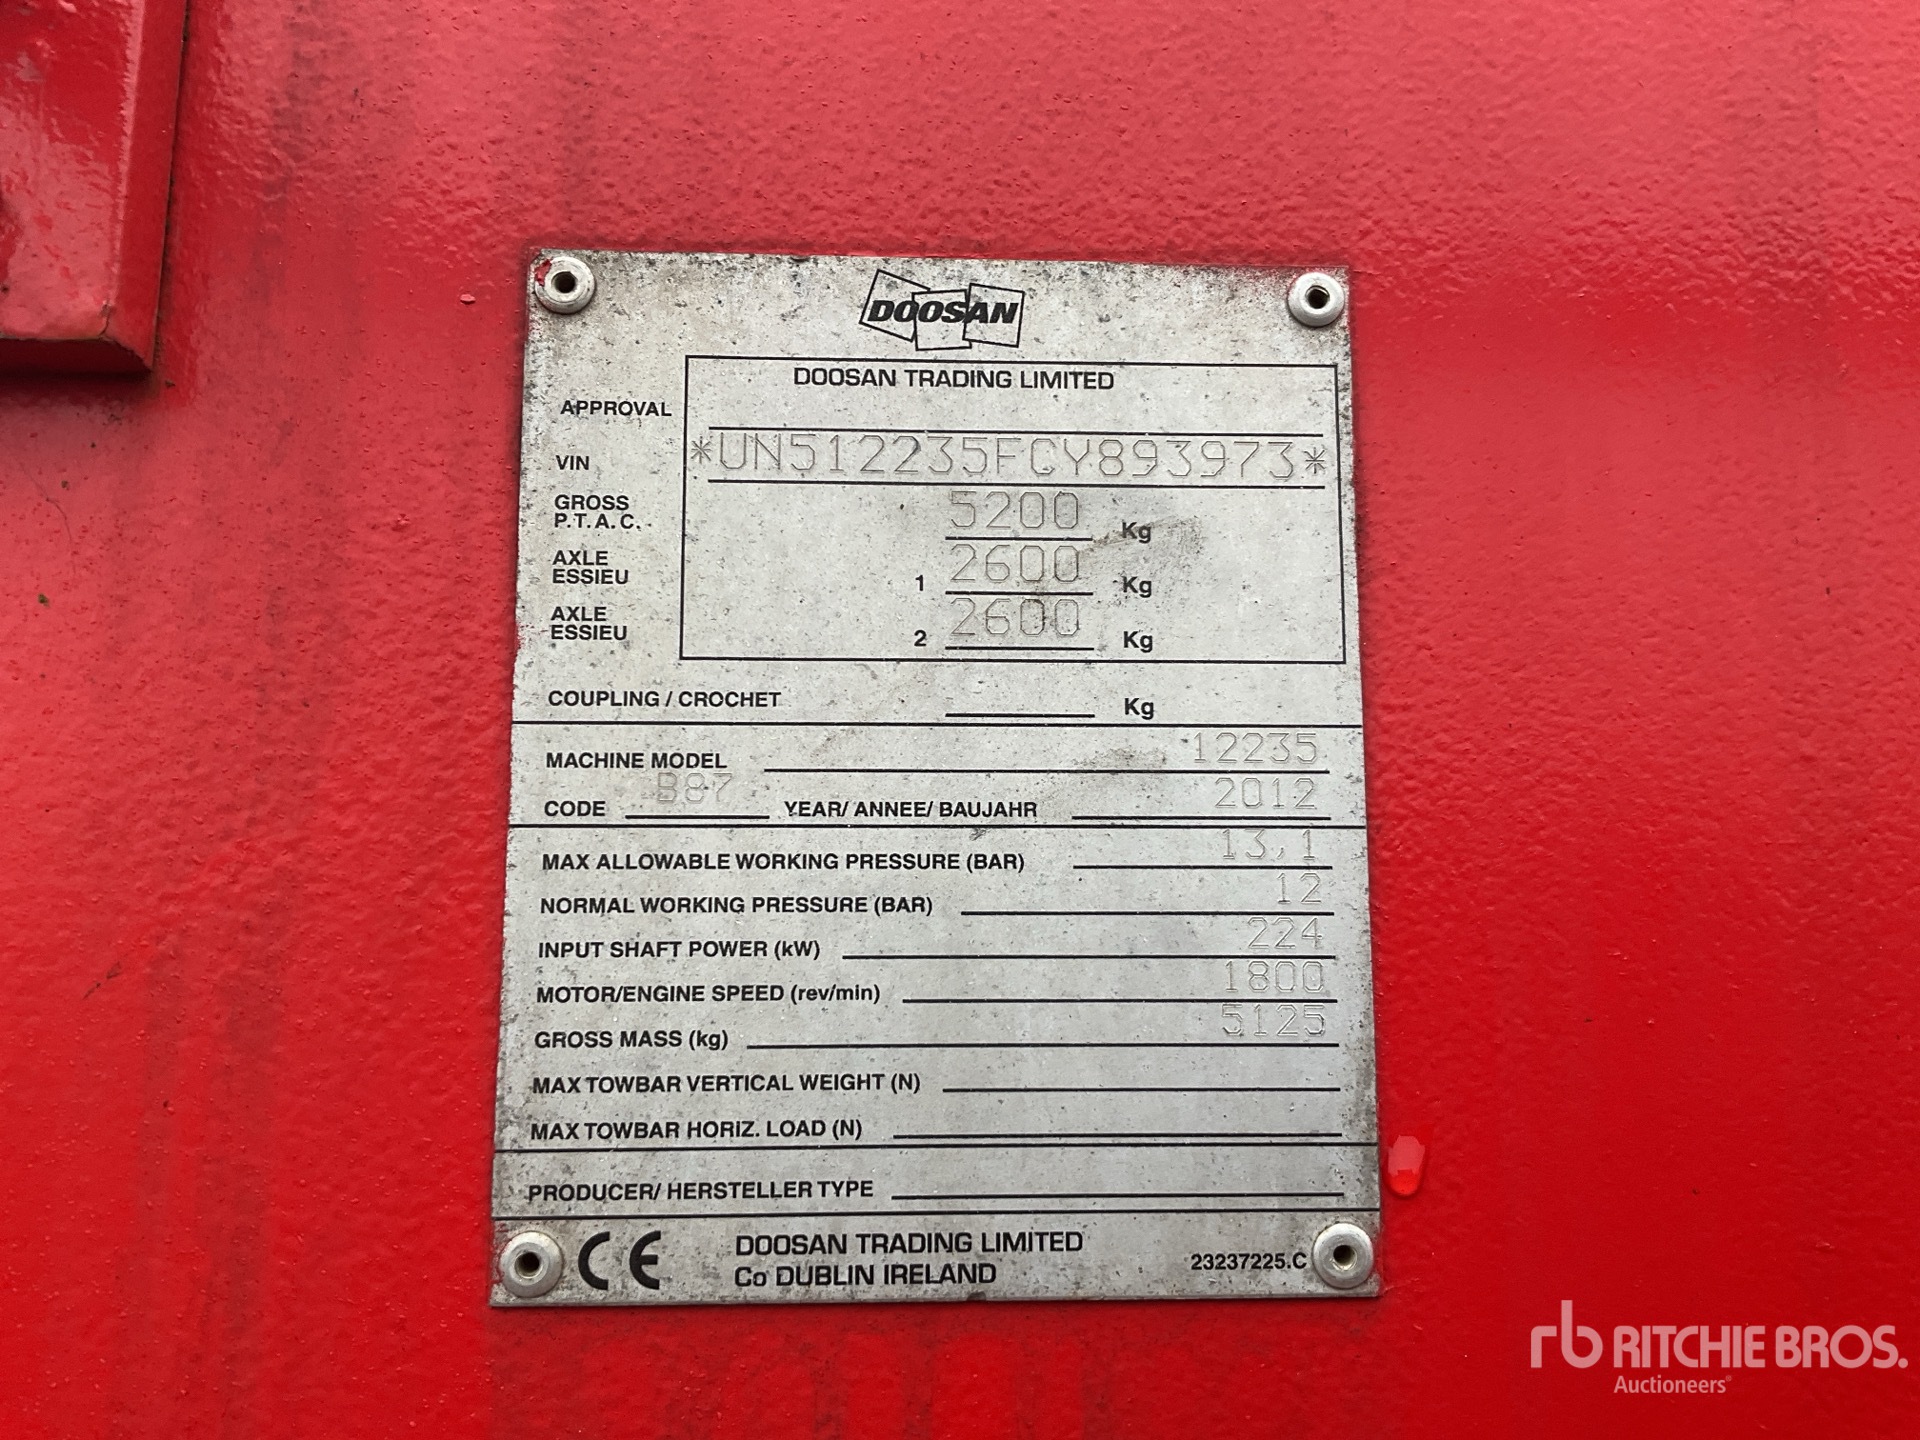 DOOSAN
DOOSAN TRADING LIMITED
APPROVAL
VIN *UN512235FCY893973*
GROSS
P.T.A.C. 5200 Kg
AXLE
ESSIEU 1 2600 Kg
AXLE
ESSIEU 2 2600 Kg
COUPLING / CROCHET Kg
MACHINE MODEL 12235
CODE B87 YEAR/ ANNEE/ BAUJAHR 2012
MAX ALLOWABLE WORKING PRESSURE (BAR) 13,1
NORMAL WORKING PRESSURE (BAR) 12
INPUT SHAFT POWER (kW) 224
MOTOR/ENGINE SPEED (rev/min) 1800
GROSS MASS (kg) 5125
MAX TOWBAR VERTICAL WEIGHT (N)
MAX TOWBAR HORIZ. LOAD (N)
PRODUCER/ HERSTELLER TYPE
CE DOOSAN TRADING LIMITED
Co DUBLIN IRELAND 23237225.C
rb RITCHIE BROS.
Auctioneers®